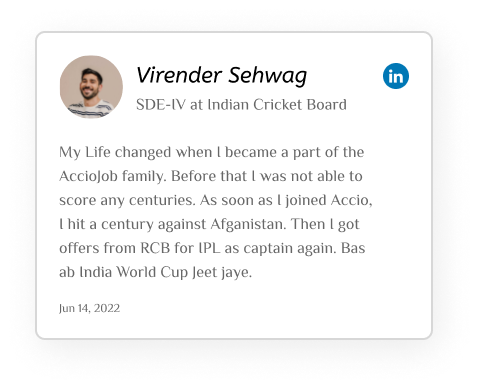 Virender Sehwag
in
SDE-IV at Indian Cricket Board
My Life changed when I became a part of the
AccioJob family. Before that I was not able to
score any centuries. As soon as I joined Accio,
I hit a century against Afganistan. Then I got
offers from RCB for IPL as captain again. Bas
ab India World Cup Jeet jaye.
Jun 14, 2022